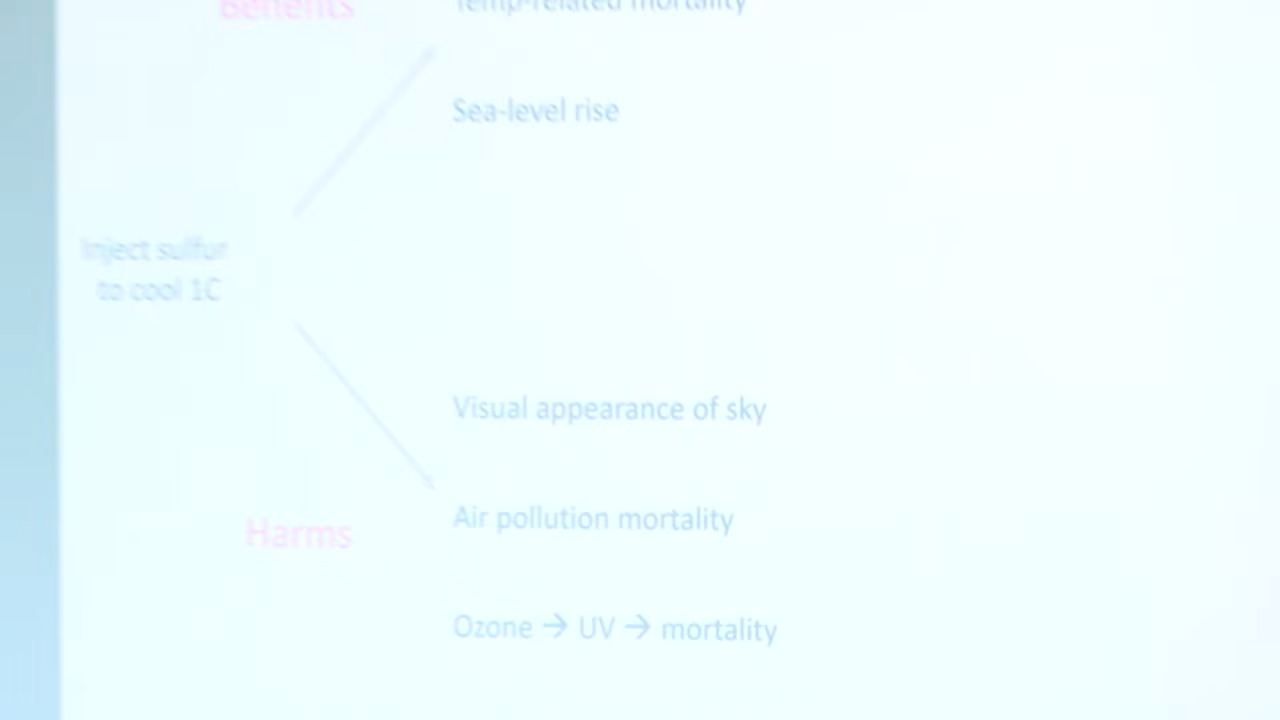 Benefits
Temp-related mortality
Sea-level rise
Inject sulfur
to cool 1C
Visual appearance of sky
Air pollution mortality
Harms
Ozone → UV → mortality